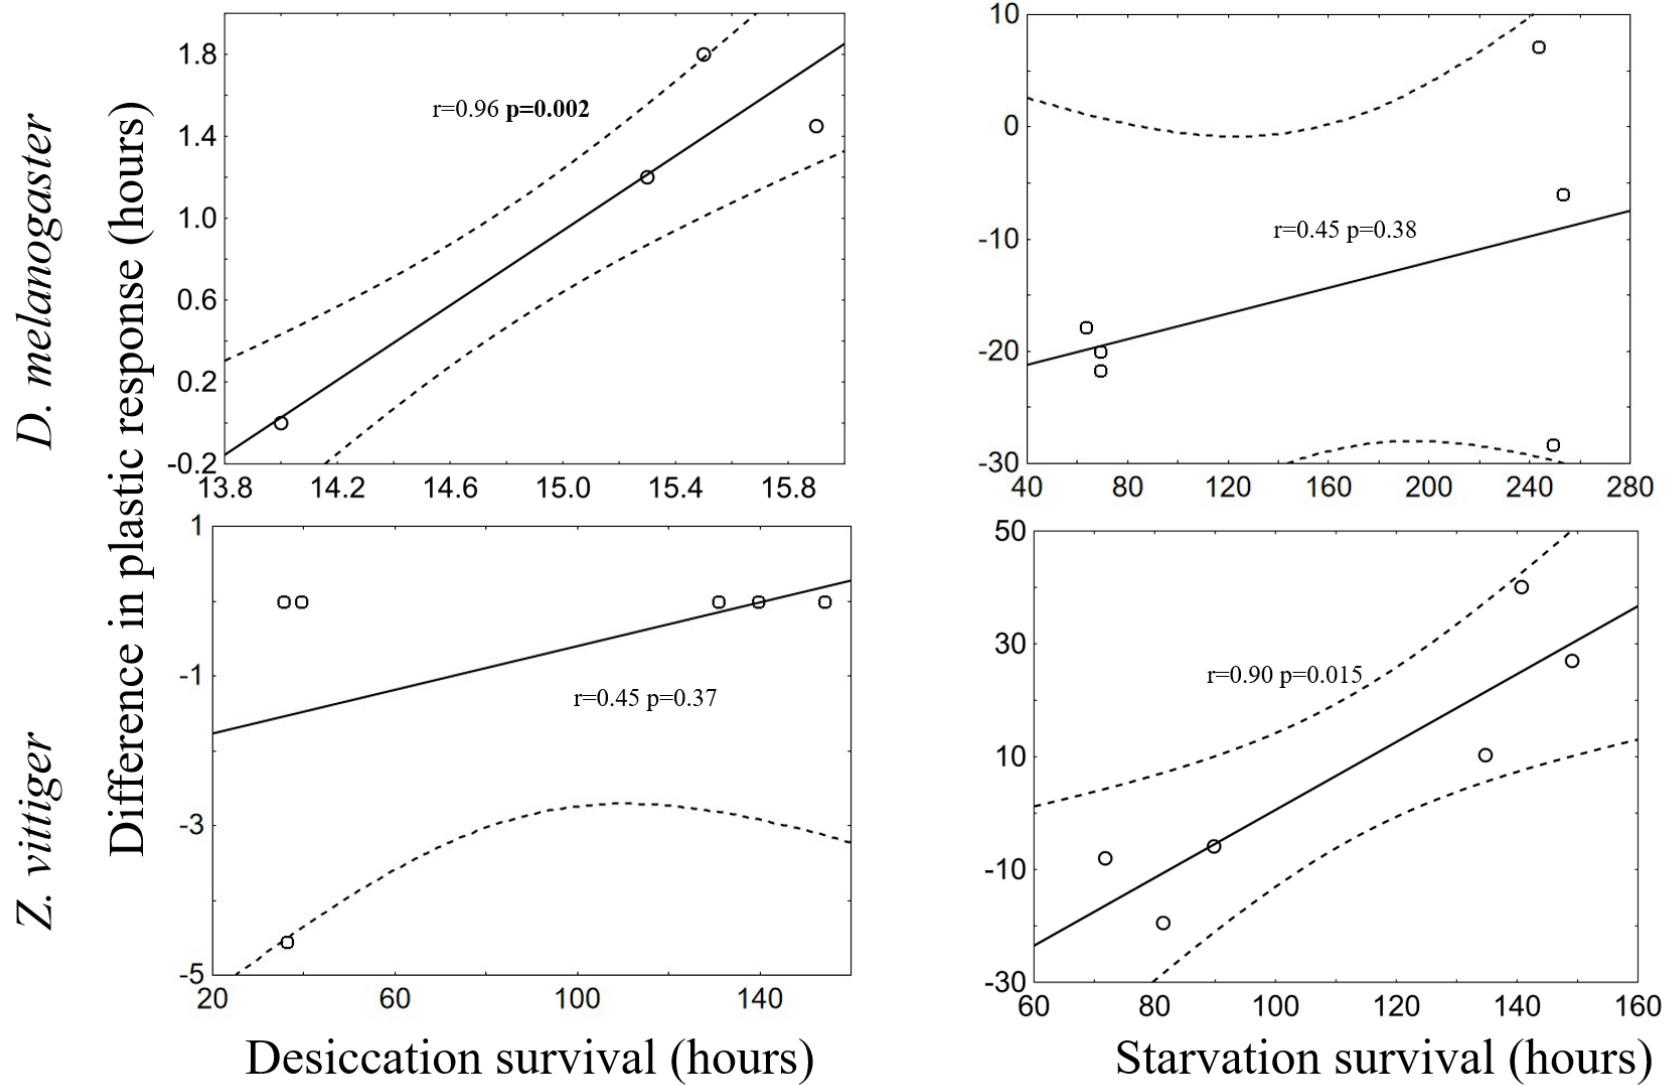 D. melanogaster
Z. vittiger
Difference in plastic response (hours)
1.8
1.4
1.0
0.6
0.2
-0.2
r=0.96 p=0.002
13.8 14.2 14.6 15.0 15.4 15.8
10
0
-10
-20
-30
r=0.45 p=0.38
40 80 120 160 200 240 280
1
-1
-3
-5
r=0.45 p=0.37
20 60 100 140
50
30
10
-10
-30
r=0.90 p=0.015
60 80 100 120 140 160
Desiccation survival (hours)
Starvation survival (hours)